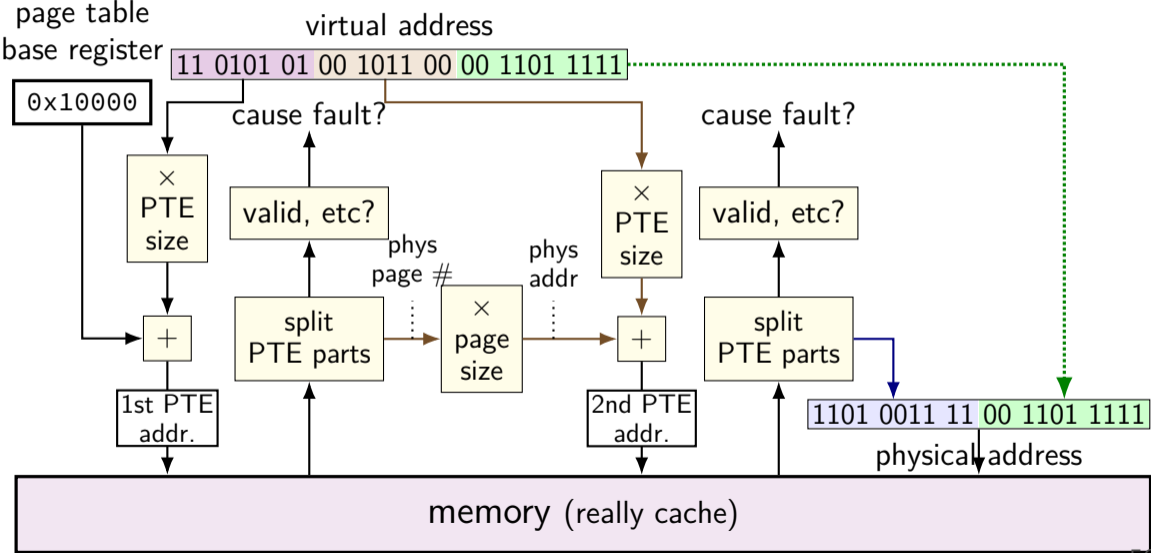 page table
base register
virtual address
11 0101 01 00 1011 00 00 1101 1111
0x10000
cause fault?
cause fault?
×
PTE
size
valid, etc?
×
PTE
size
valid, etc?
phys
page #
phys
addr
+
split
PTE parts
×
page
size
+
split
PTE parts
1st PTE
addr.
2nd PTE
addr.
1101 0011 11 00 1101 1111
physical address
memory (really cache)